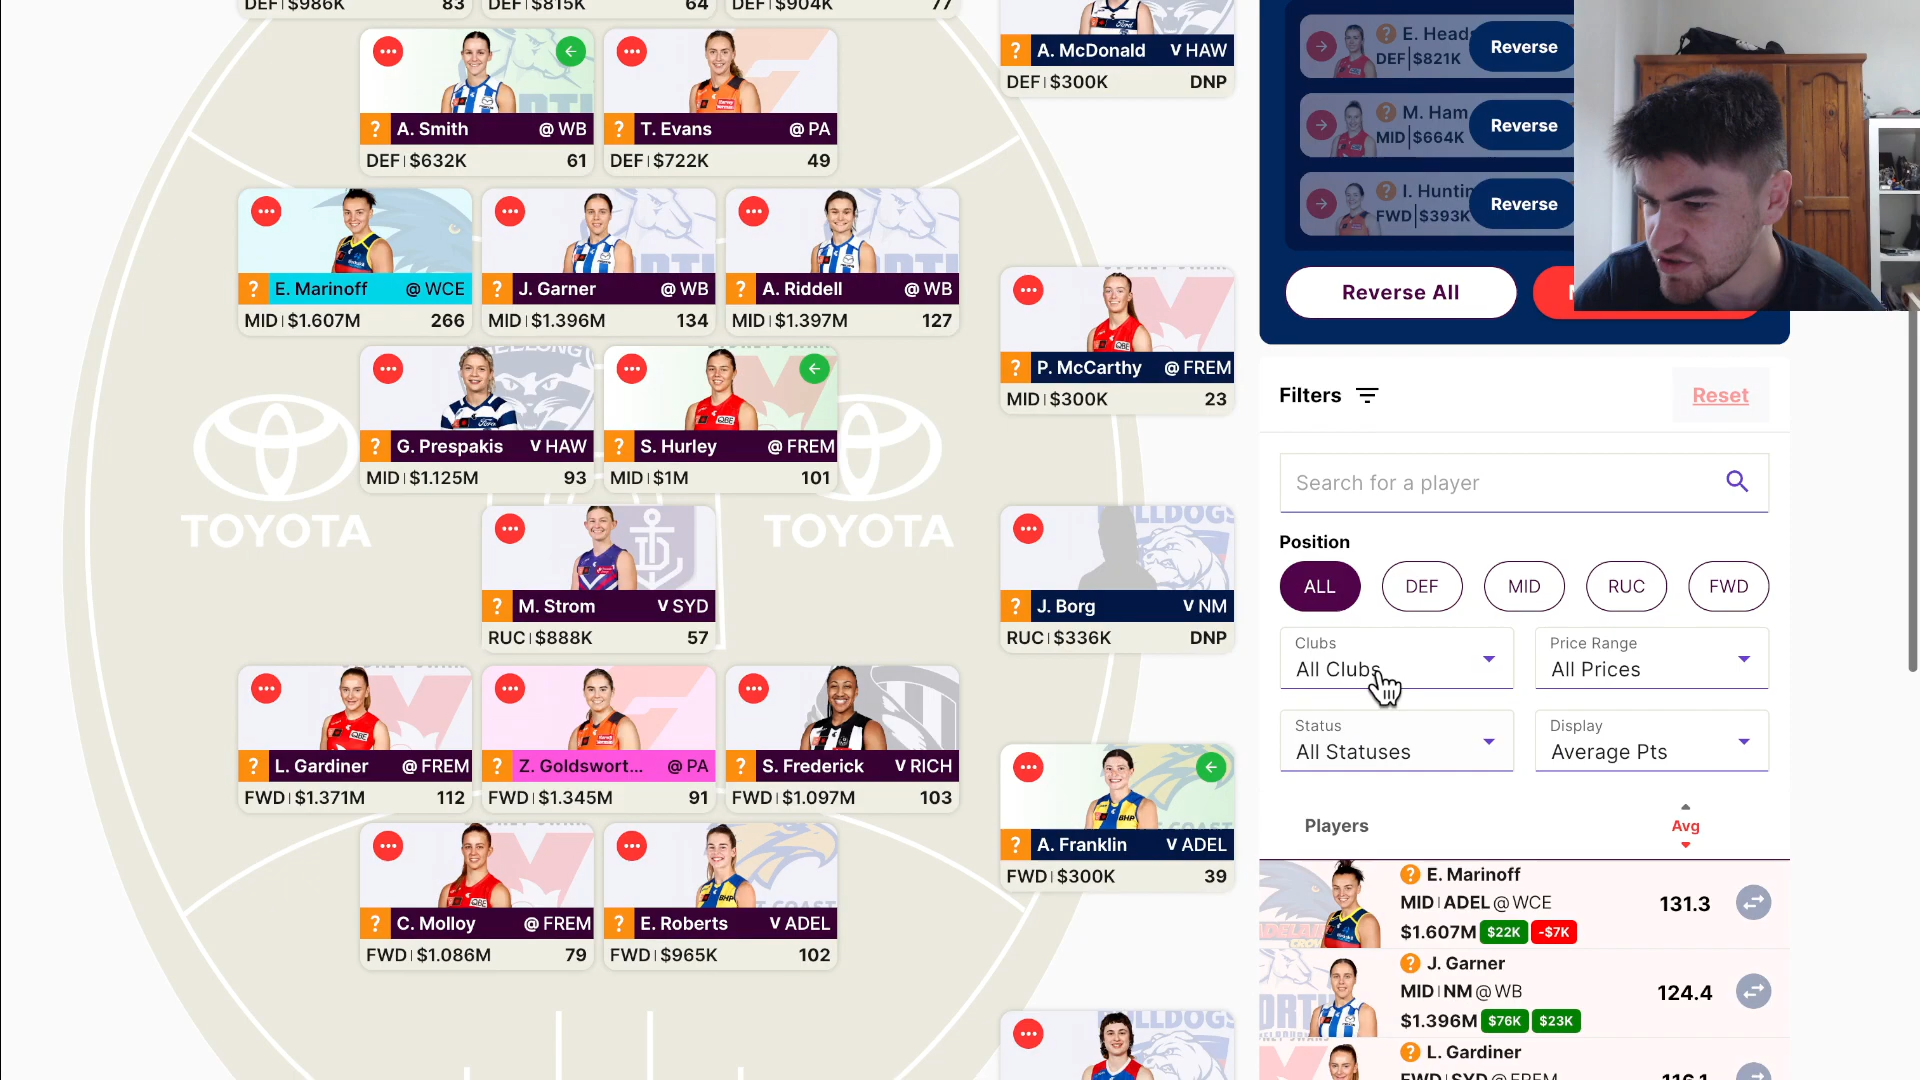 DEF | $986K 83
DEF | $815K 64
DEF | $904K 77
A. Smith @ WB
DEF | $632K 61
T. Evans @ PA
DEF | $722K 49
E. Marinoff @ WCE
MID | $1.607M 266
J. Garner @ WB
MID | $1.396M 134
A. Riddell @ WB
MID | $1.397M 127
G. Prespakis V HAW
MID | $1.125M 93
S. Hurley @ FREM
MID | $1M 101
TOYOTA
TOYOTA
M. Strom V SYD
RUC | $888K 57
L. Gardiner @ FREM
FWD | $1.371M 112
Z. Goldswort... @ PA
FWD | $1.345M 91
S. Frederick V RICH
FWD | $1.097M 103
C. Molloy @ FREM
FWD | $1.086M 79
E. Roberts V ADEL
FWD | $965K 102
? A. McDonald V HAW
DEF | $300K DNP
? P. McCarthy @ FREM
MID | $300K 23
? J. Borg V NM
RUC | $336K DNP
? A. Franklin V ADEL
FWD | $300K 39
? E. Heads
DEF | $821K
Reverse
? M. Ham
MID | $664K
Reverse
? I. Huntin
FWD | $393K
Reverse
Reverse All
Filters
Reset
Search for a player
Position
ALL DEF MID RUC FWD
Clubs
All Clubs
Price Range
All Prices
Status
All Statuses
Display
Average Pts
Players Avg
? E. Marinoff
MID | ADEL @ WCE 131.3
$1.607M $22K -$7K
? J. Garner
MID | NM @ WB 124.4
$1.396M $76K $23K
? L. Gardiner
FWD | SYD @ FREM 116.1